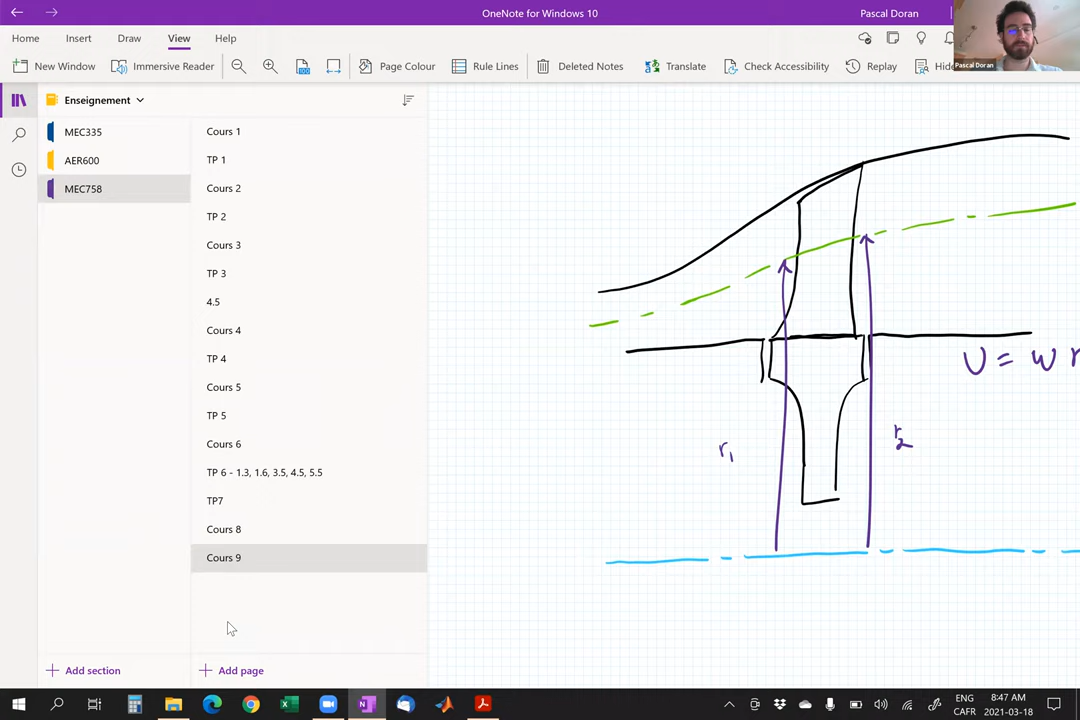 OneNote for Windows 10
Pascal Doran
Home Insert Draw View Help
New Window Immersive Reader Page Colour Rule Lines Deleted Notes Translate Check Accessibility Replay Hid
Pascal Doran
Enseignement
MEC335
AER600
MEC758
Cours 1
TP 1
Cours 2
TP 2
Cours 3
TP 3
4.5
Cours 4
TP 4
Cours 5
TP 5
Cours 6
TP 6 - 1.3, 1.6, 3.5, 4.5, 5.5
TP7
Cours 8
Cours 9
U = w r
r1
r2
Add section
Add page
ENG
CAFR
8:47 AM
2021-03-18